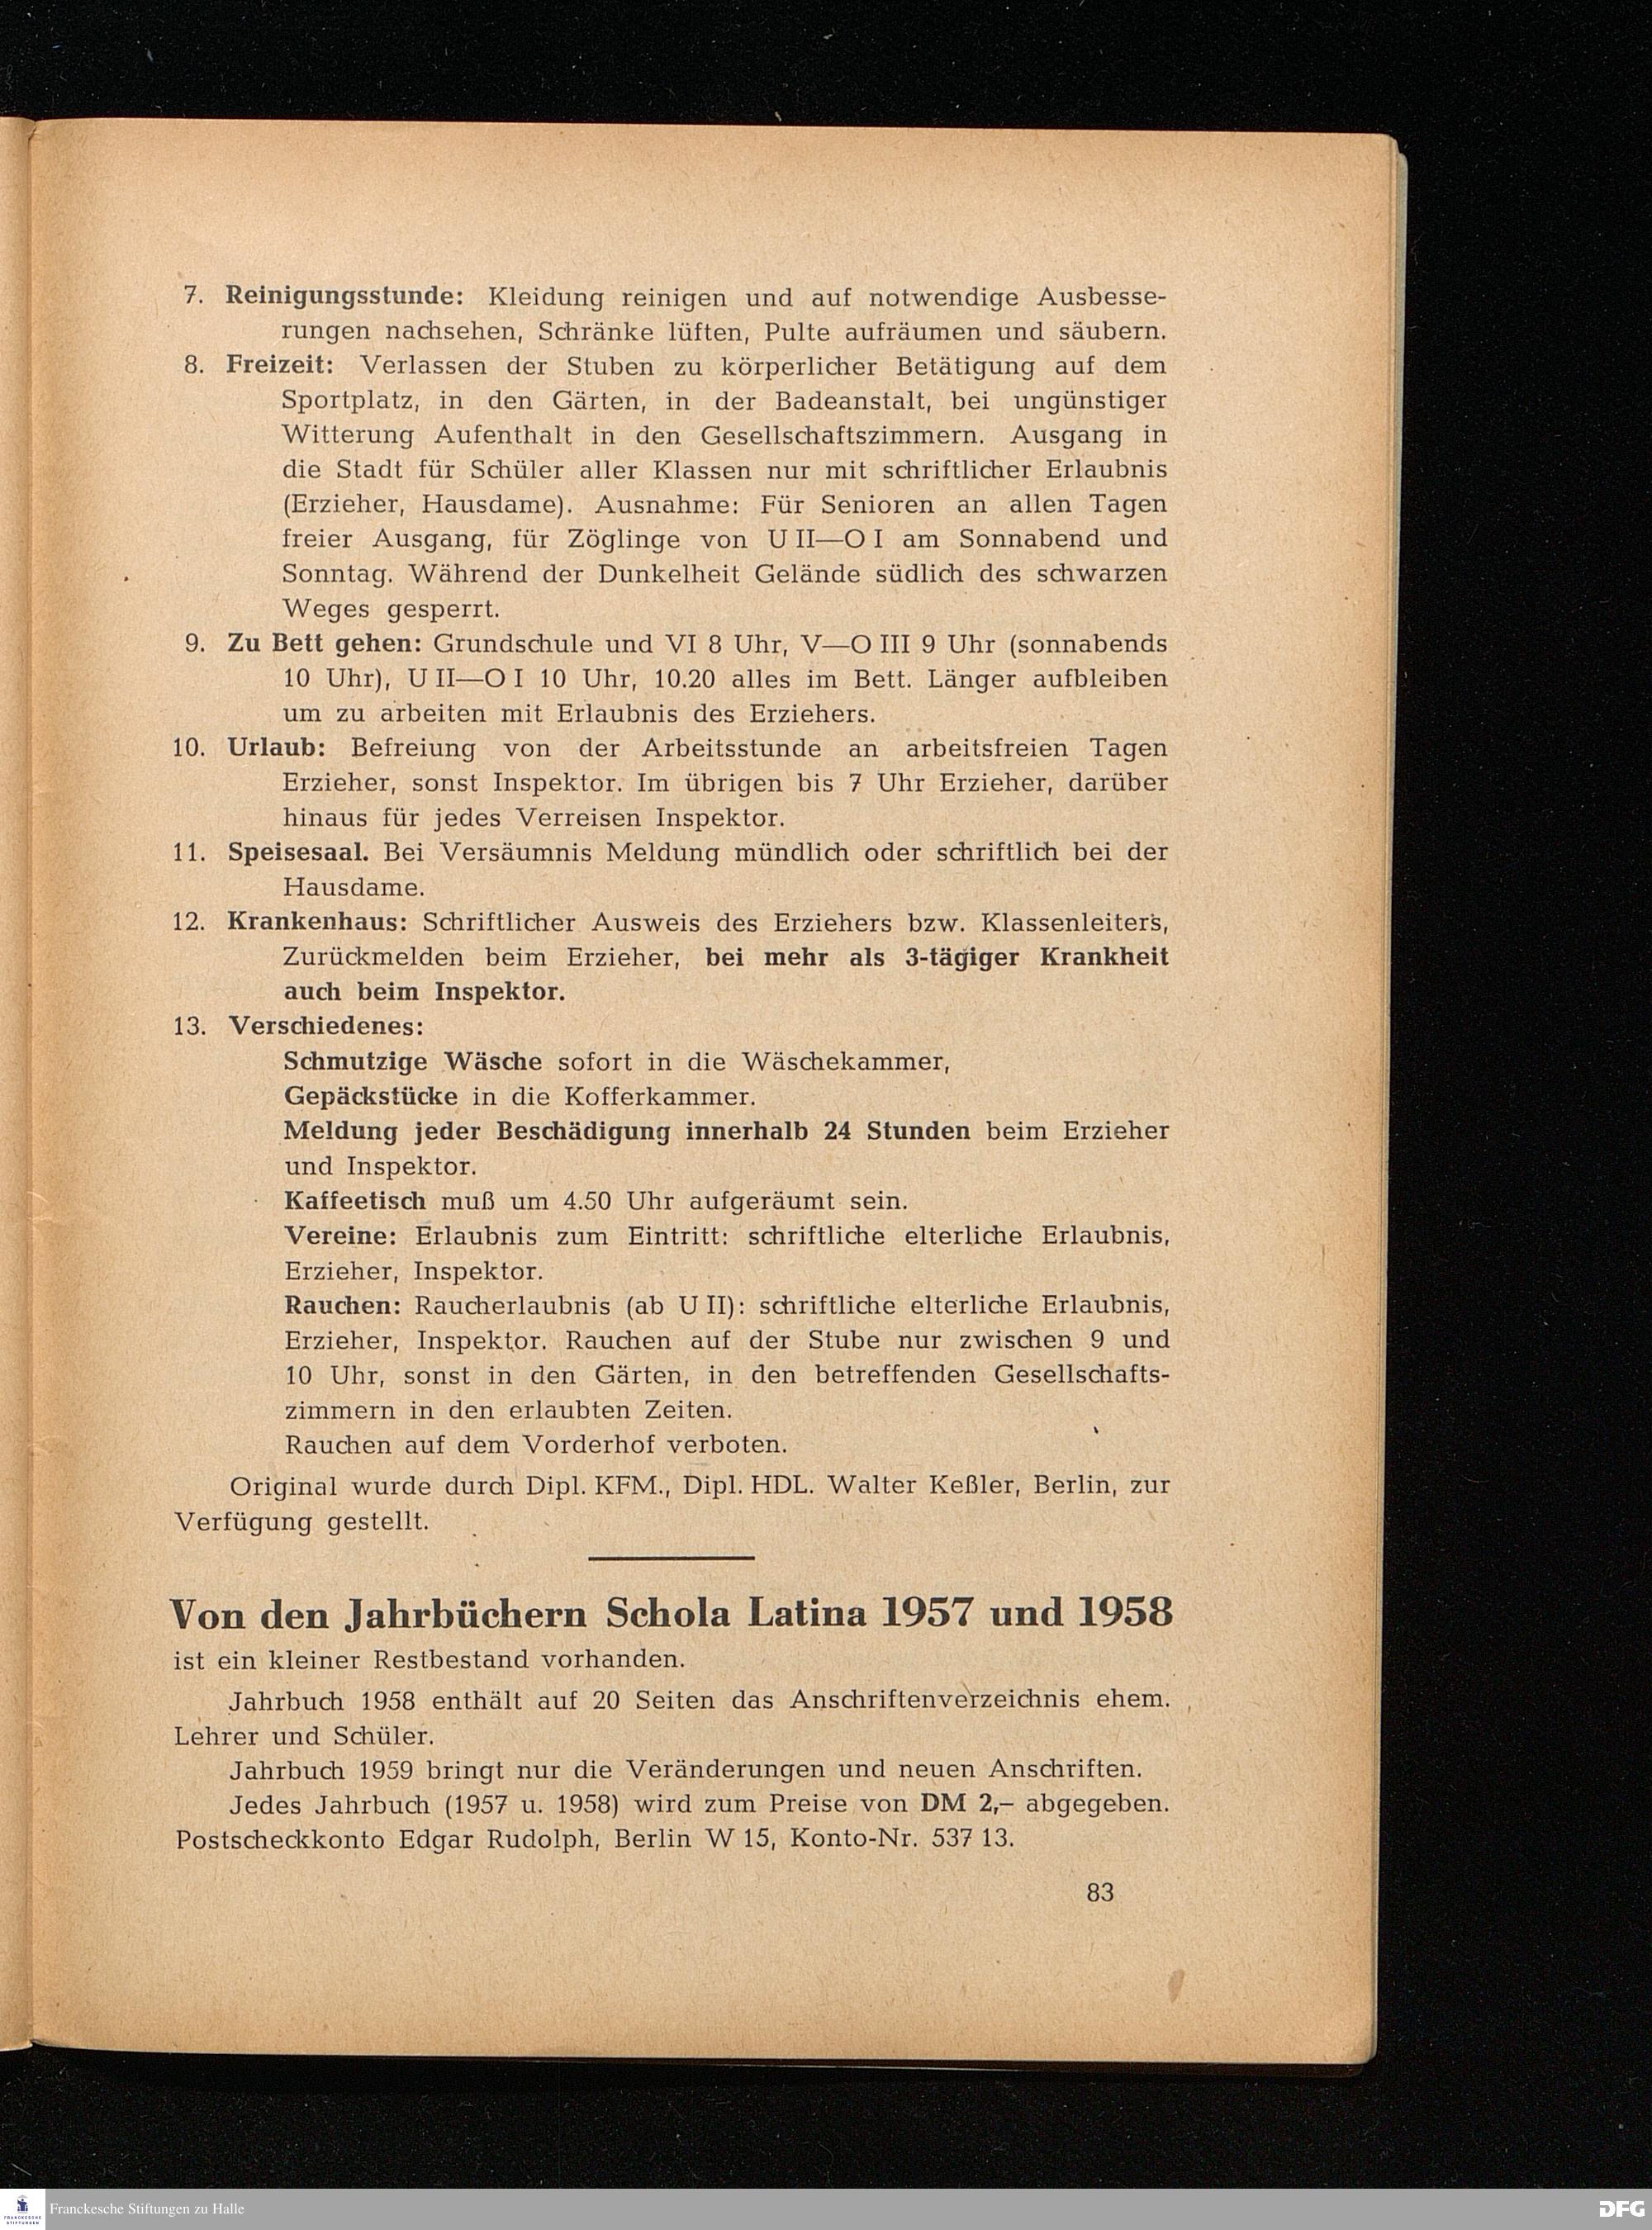 7. Reinigungsstunde: Kleidung reinigen und auf notwendige Ausbesse-
rungen nachsehen, Schränke lüften, Pulte aufräumen und säubern.
8. Freizeit: Verlassen der Stuben zu körperlicher Betätigung auf dem
Sportplatz, in den Gärten, in der Badeanstalt, bei ungünstiger
Witterung Aufenthalt in den Gesellschaftszimmern. Ausgang in
die Stadt für Schüler aller Klassen nur mit schriftlicher Erlaubnis
(Erzieher, Hausdame). Ausnahme: Für Senioren an allen Tagen
freier Ausgang, für Zöglinge von U II—O I am Sonnabend und
Sonntag. Während der Dunkelheit Gelände südlich des schwarzen
Weges gesperrt.
9. Zu Bett gehen: Grundschule und VI 8 Uhr, V—O III 9 Uhr (sonnabends
10 Uhr), U II—O I 10 Uhr, 10.20 alles im Bett. Länger aufbleiben
um zu arbeiten mit Erlaubnis des Erziehers.
10. Urlaub: Befreiung von der Arbeitsstunde an arbeitsfreien Tagen
Erzieher, sonst Inspektor. Im übrigen bis 7 Uhr Erzieher, darüber
hinaus für jedes Verreisen Inspektor.
11. Speisesaal. Bei Versäumnis Meldung mündlich oder schriftlich bei der
Hausdame.
12. Krankenhaus: Schriftlicher Ausweis des Erziehers bzw. Klassenleiters,
Zurückmelden beim Erzieher, bei mehr als 3-tägiger Krankheit
auch beim Inspektor.
13. Verschiedenes:
Schmutzige Wäsche sofort in die Wäschekammer,
Gepäckstücke in die Kofferkammer.
Meldung jeder Beschädigung innerhalb 24 Stunden beim Erzieher
und Inspektor.
Kaffeetisch muß um 4.50 Uhr aufgeräumt sein.
Vereine: Erlaubnis zum Eintritt: schriftliche elterliche Erlaubnis,
Erzieher, Inspektor.
Rauchen: Raucherlaubnis (ab U II): schriftliche elterliche Erlaubnis,
Erzieher, Inspektor. Rauchen auf der Stube nur zwischen 9 und
10 Uhr, sonst in den Gärten, in den betreffenden Gesellschafts-
zimmern in den erlaubten Zeiten.
Rauchen auf dem Vorderhof verboten.
Original wurde durch Dipl. KFM., Dipl. HDL. Walter Keßler, Berlin, zur
Verfügung gestellt.
Von den Jahrbüchern Schola Latina 1957 und 1958
ist ein kleiner Restbestand vorhanden.
Jahrbuch 1958 enthält auf 20 Seiten das Anschriftenverzeichnis ehem.
Lehrer und Schüler.
Jahrbuch 1959 bringt nur die Veränderungen und neuen Anschriften.
Jedes Jahrbuch (1957 u. 1958) wird zum Preise von DM 2,– abgegeben.
Postscheckkonto Edgar Rudolph, Berlin W 15, Konto-Nr. 537 13.
83
FRANCKESCHE
STIFTUNGEN
Franckesche Stiftungen zu Halle
DFG